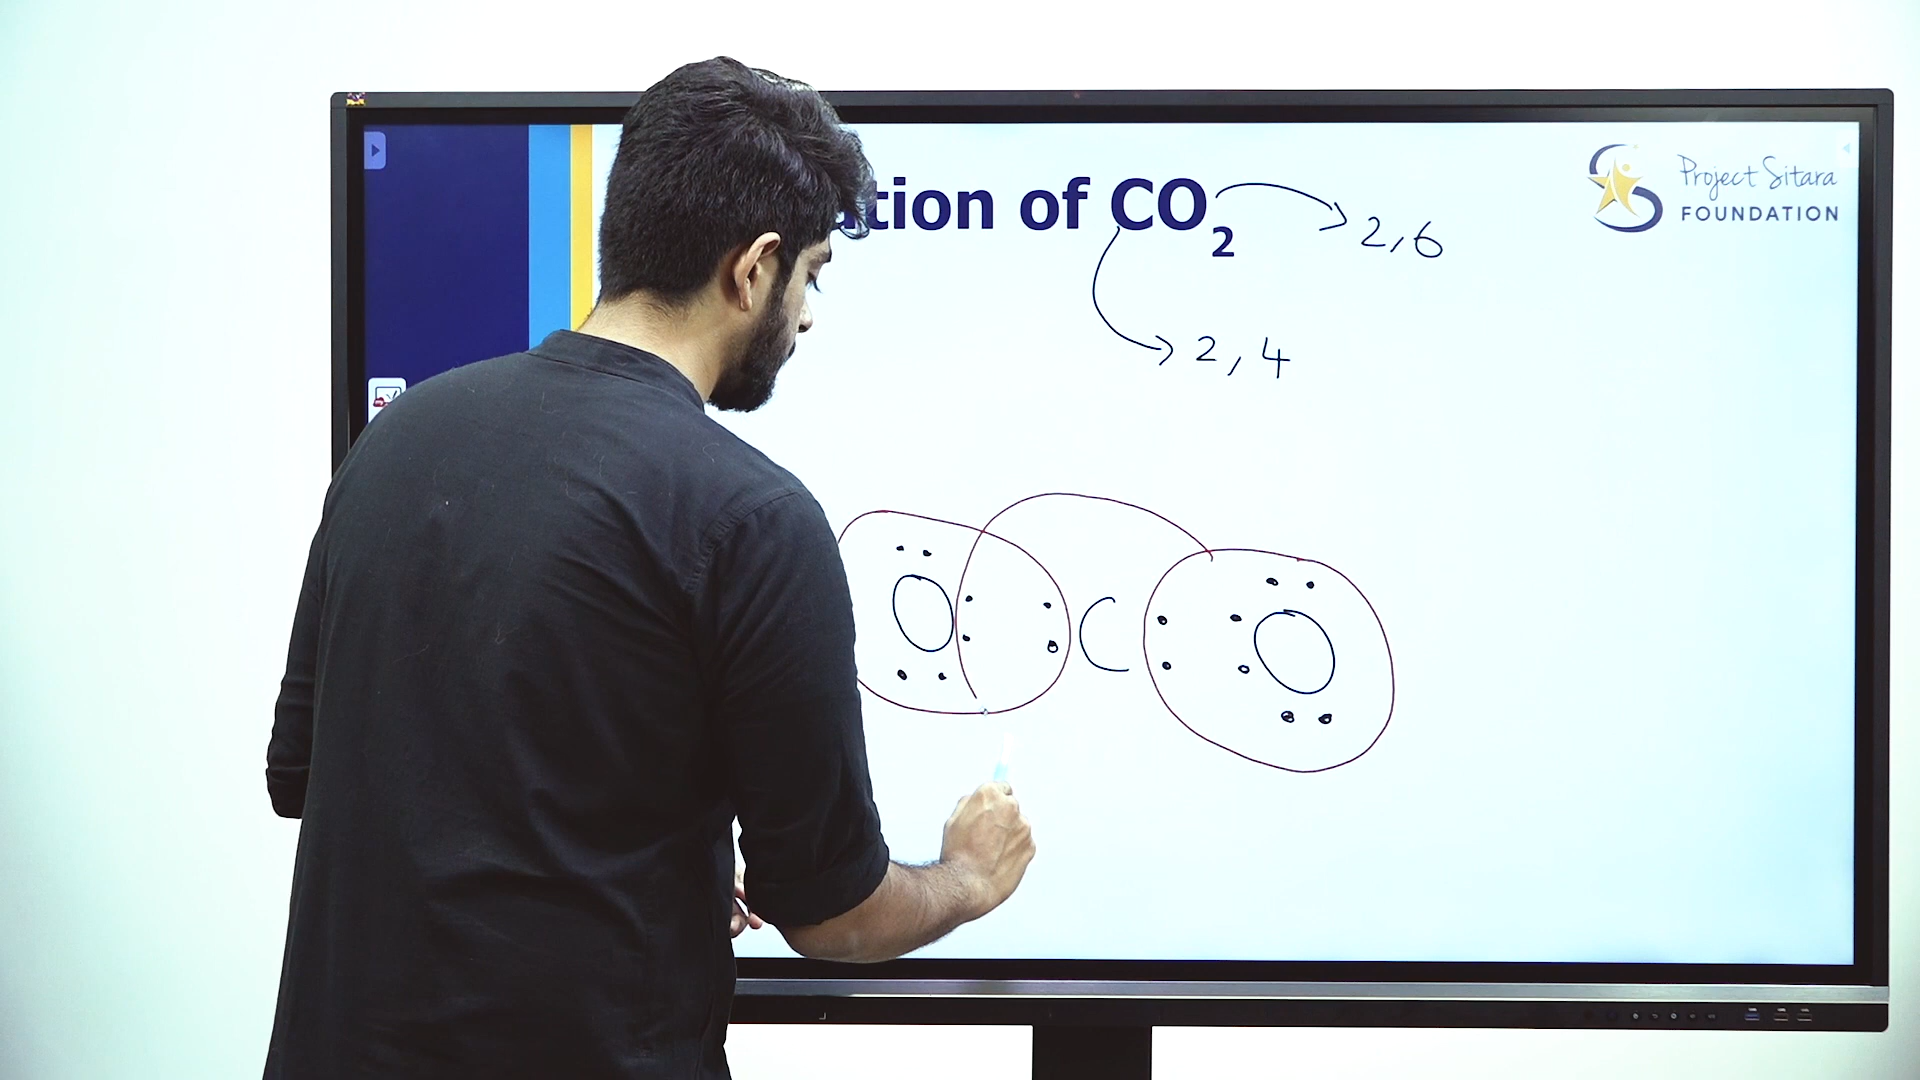 tion of CO₂
2,6
Project Sitara
FOUNDATION
2, 4
C